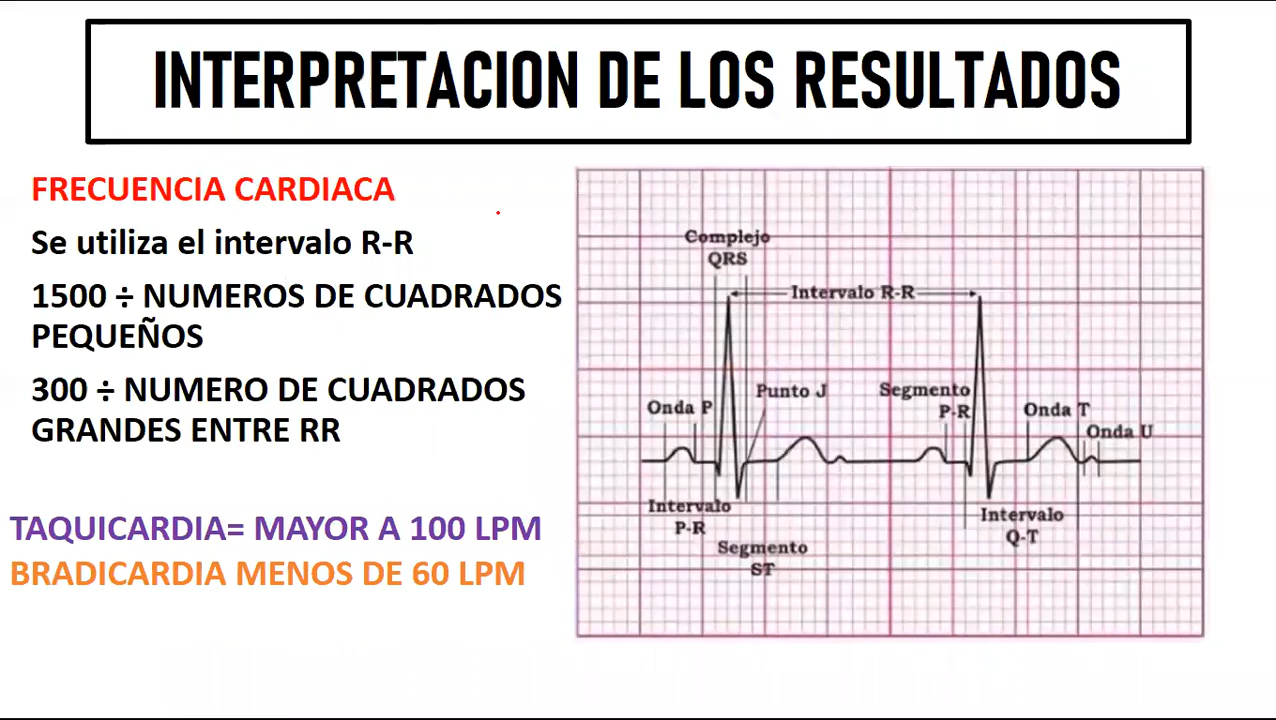 INTERPRETACION DE LOS RESULTADOS
FRECUENCIA CARDIACA
Se utiliza el intervalo R-R
1500 ÷ NUMEROS DE CUADRADOS
PEQUEÑOS
300 ÷ NUMERO DE CUADRADOS
GRANDES ENTRE RR
TAQUICARDIA= MAYOR A 100 LPM
BRADICARDIA MENOS DE 60 LPM
Complejo
QRS
Intervalo R-R
Punto J
Segmento
P-R
Onda P
Onda T
Onda U
Intervalo
P-R
Segmento
ST
Intervalo
Q-T